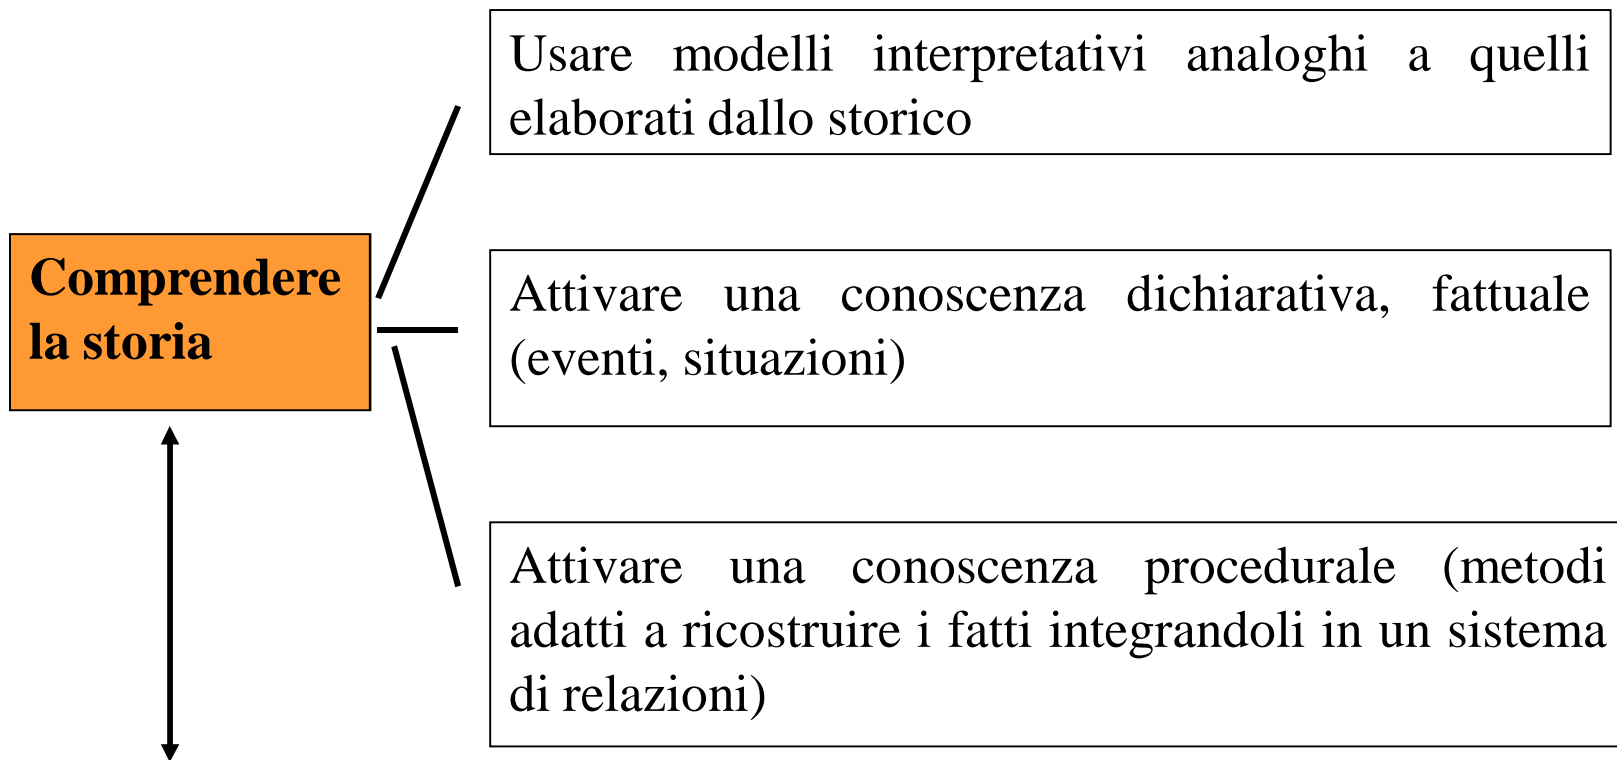 Usare modelli interpretativi analoghi a quelli
elaborati dallo storico
Comprendere
la storia
Attivare una conoscenza dichiarativa, fattuale
(eventi, situazioni)
Attivare una conoscenza procedurale (metodi
adatti a ricostruire i fatti integrandoli in un sistema
di relazioni)